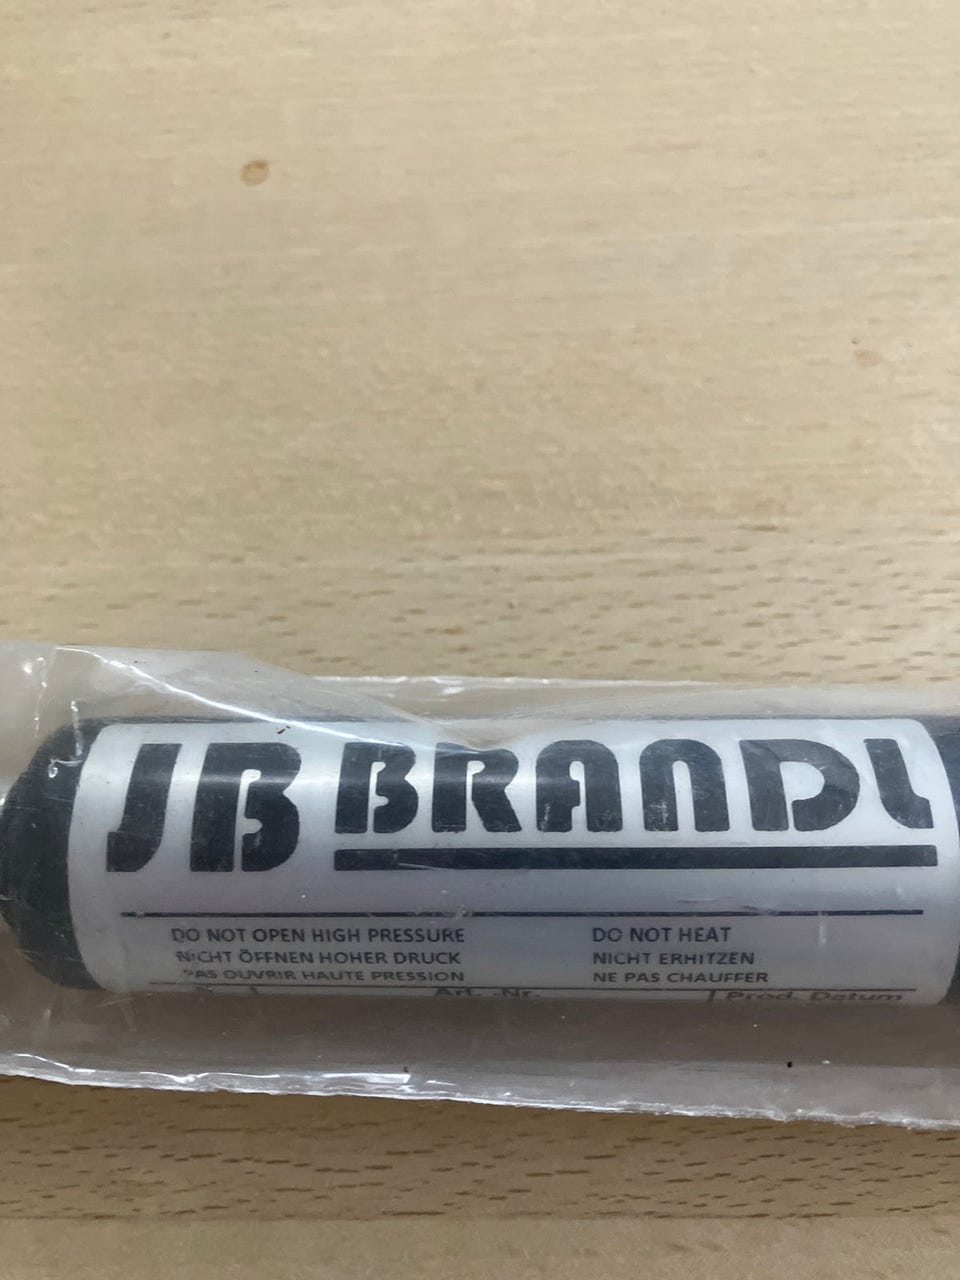 JB BRANDL
DO NOT OPEN HIGH PRESSURE
NICHT ÖFFNEN HOHER DRUCK
PAS OUVRIR HAUTE PRESSION
DO NOT HEAT
NICHT ERHITZEN
NE PAS CHAUFFER
Art. -Nr.
Prod. Datum